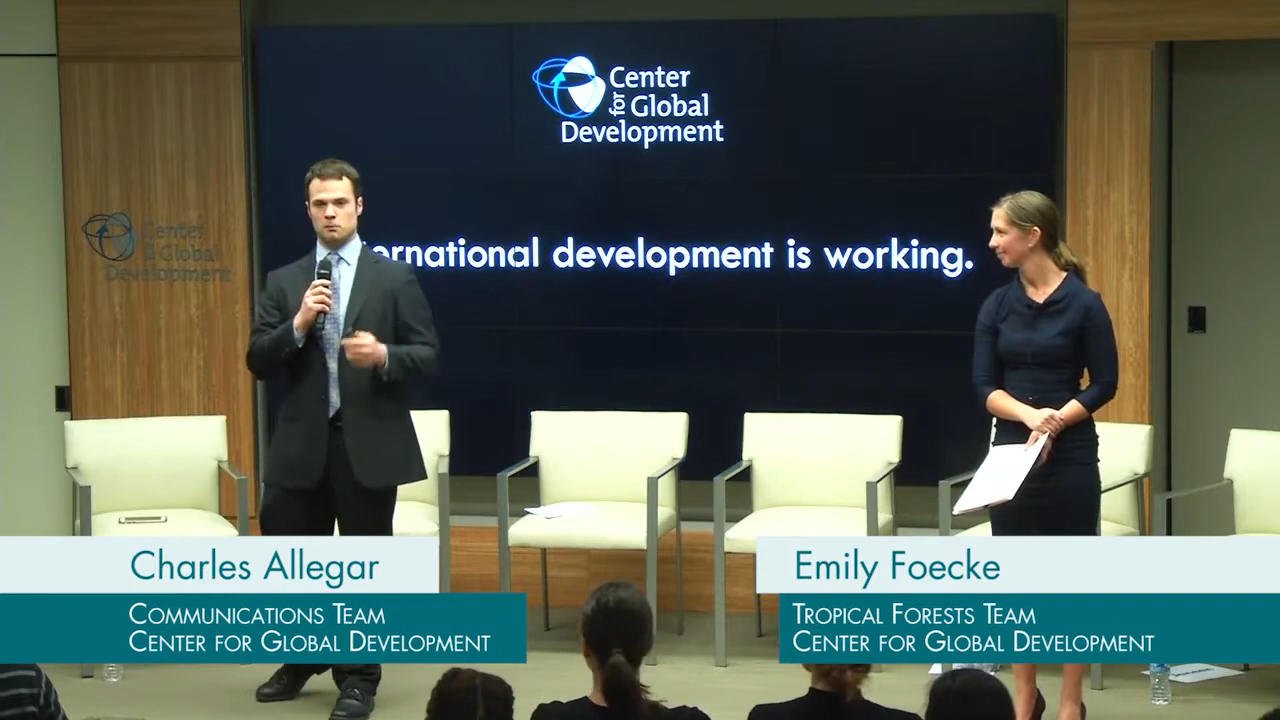 Center
for Global
Development
Center
for Global
Development
ternational development is working.
Charles Allegar
COMMUNICATIONS TEAM
CENTER FOR GLOBAL DEVELOPMENT
Emily Foecke
TROPICAL FORESTS TEAM
CENTER FOR GLOBAL DEVELOPMENT